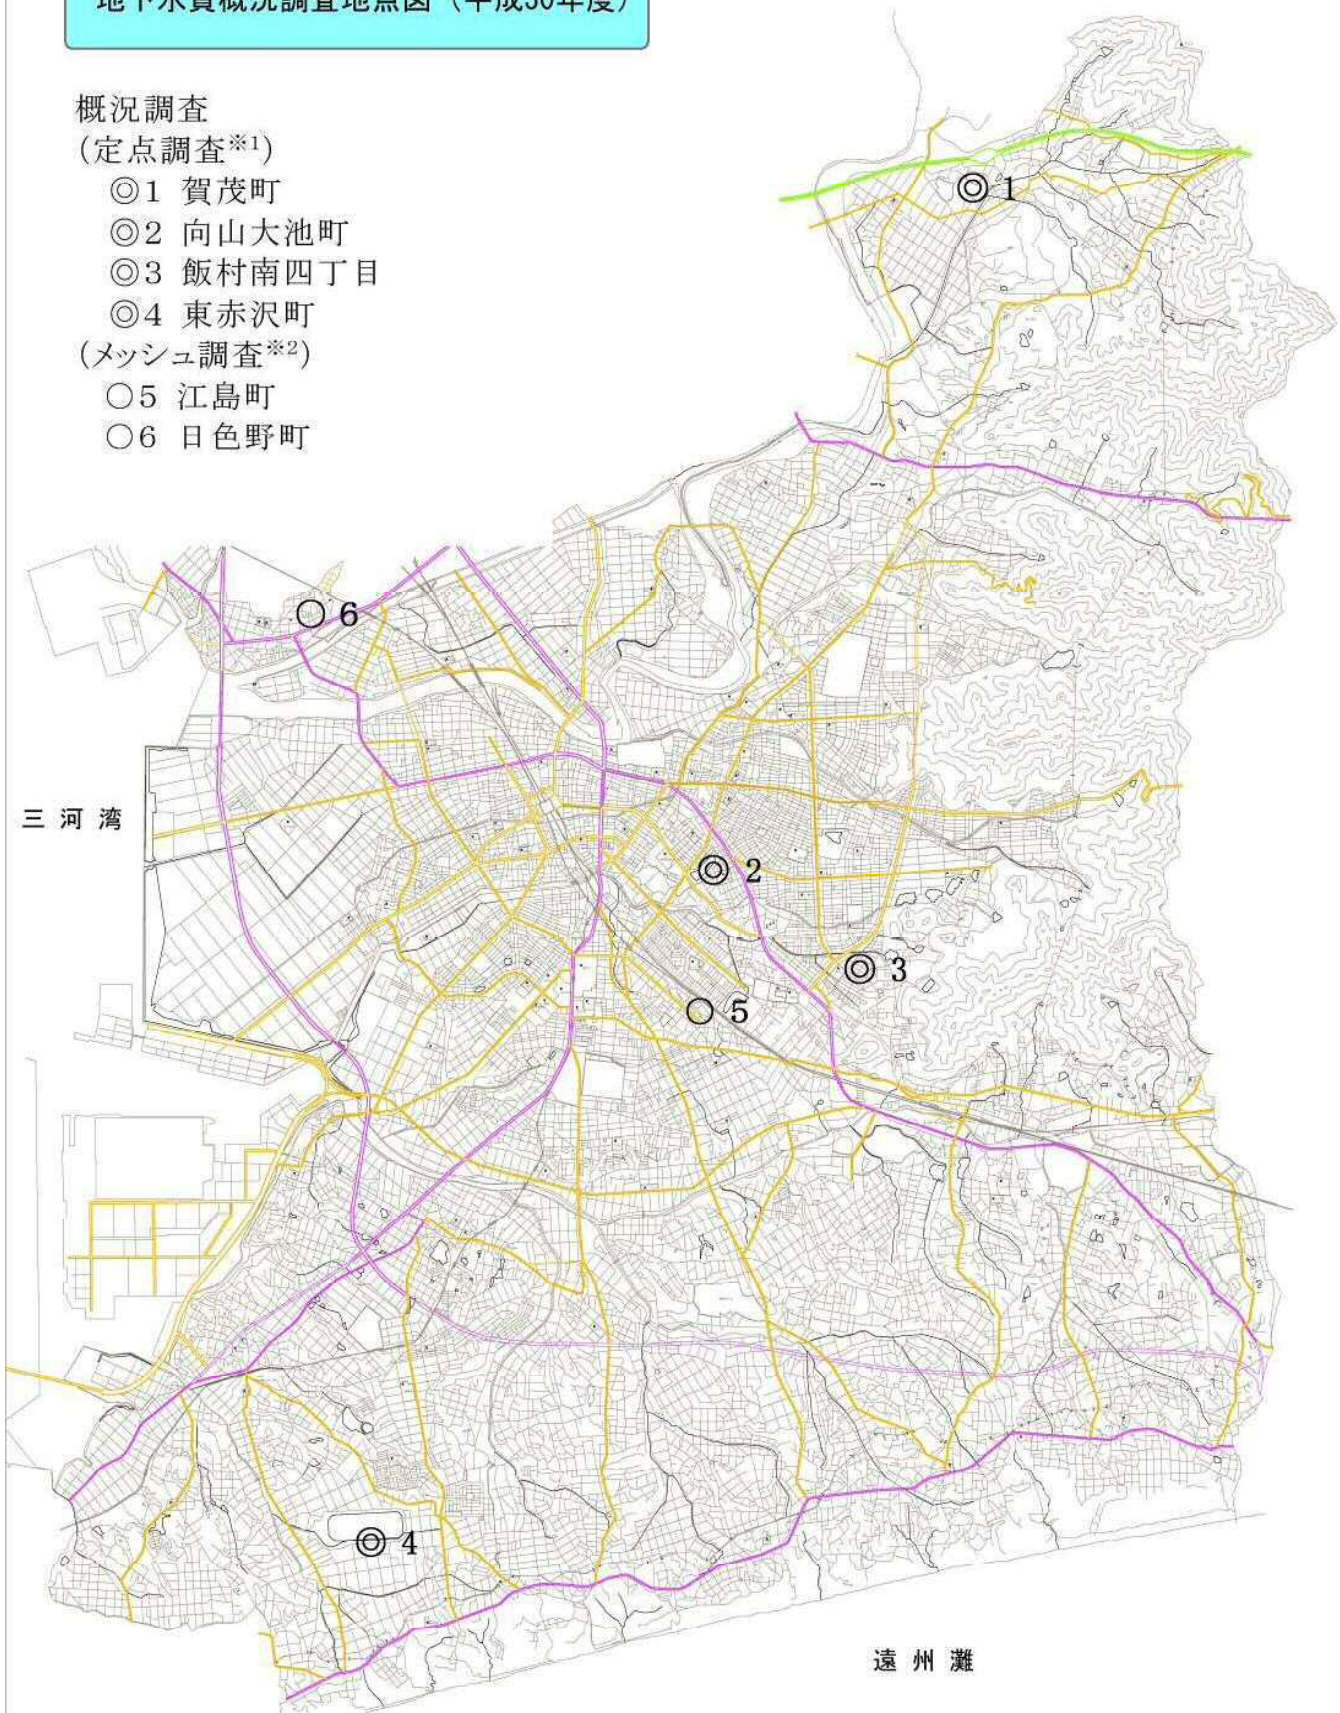 地下水質概況調査地点図（平成30年度）
概況調査
(定点調査※1)
◎1 賀茂町
◎2 向山大池町
◎3 飯村南四丁目
◎4 東赤沢町
(メッシュ調査※2)
○5 江島町
○6 日色野町
1
6
三河湾
2
3
5
4
遠州灘